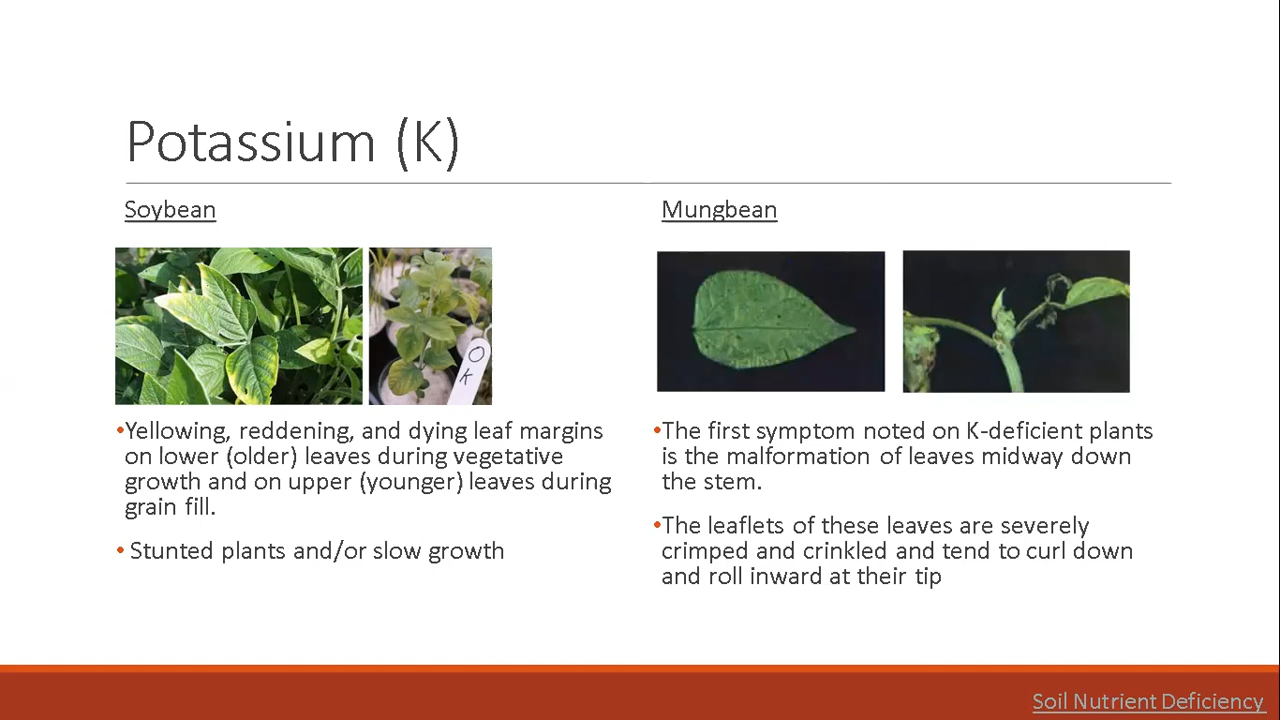 Potassium (K)
Soybean
Mungbean
O
K
•Yellowing, reddening, and dying leaf margins
on lower (older) leaves during vegetative
growth and on upper (younger) leaves during
grain fill.
• Stunted plants and/or slow growth
•The first symptom noted on K-deficient plants
is the malformation of leaves midway down
the stem.
•The leaflets of these leaves are severely
crimped and crinkled and tend to curl down
and roll inward at their tip
Soil Nutrient Deficiency